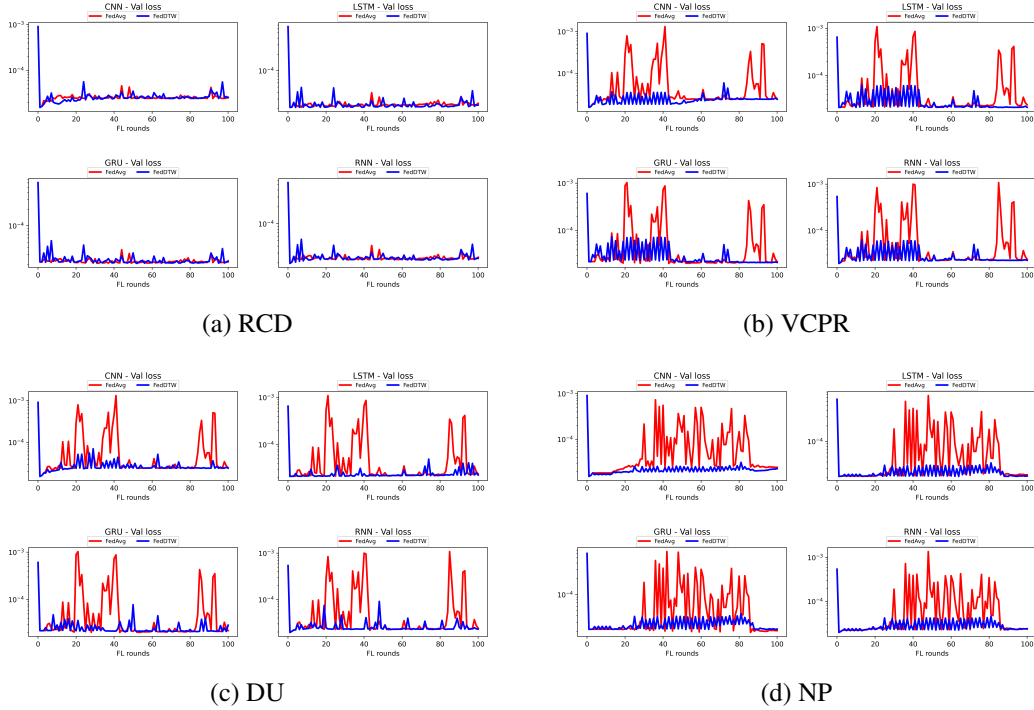 CNN - Val loss
FedAvg FedDTW
10⁻³
10⁻⁴
0 20 40 60 80 100
FL rounds
LSTM - Val loss
FedAvg FedDTW
10⁻³
10⁻⁴
0 20 40 60 80 100
FL rounds
GRU - Val loss
FedAvg FedDTW
10⁻⁴
0 20 40 60 80 100
FL rounds
RNN - Val loss
FedAvg FedDTW
10⁻⁴
0 20 40 60 80 100
FL rounds
(a) RCD
CNN - Val loss
FedAvg FedDTW
10⁻³
10⁻⁴
0 20 40 60 80 100
FL rounds
LSTM - Val loss
FedAvg FedDTW
10⁻³
10⁻⁴
0 20 40 60 80 100
FL rounds
GRU - Val loss
FedAvg FedDTW
10⁻³
10⁻⁴
0 20 40 60 80 100
FL rounds
RNN - Val loss
FedAvg FedDTW
10⁻³
10⁻⁴
0 20 40 60 80 100
FL rounds
(b) VCPR
CNN - Val loss
FedAvg FedDTW
10⁻³
10⁻⁴
0 20 40 60 80 100
LSTM - Val loss
FedAvg FedDTW
10⁻³
10⁻⁴
0 20 40 60 80 100
GRU - Val loss
FedAvg FedDTW
10⁻³
10⁻⁴
0 20 40 60 80 100
FL rounds
RNN - Val loss
FedAvg FedDTW
10⁻³
10⁻⁴
0 20 40 60 80 100
FL rounds
(c) DU
CNN - Val loss
FedAvg FedDTW
10⁻³
10⁻⁴
0 20 40 60 80 100
LSTM - Val loss
FedAvg FedDTW
10⁻³
10⁻⁴
0 20 40 60 80 100
GRU - Val loss
FedAvg FedDTW
10⁻⁴
0 20 40 60 80 100
FL rounds
RNN - Val loss
FedAvg FedDTW
10⁻³
10⁻⁴
0 20 40 60 80 100
FL rounds
(d) NP